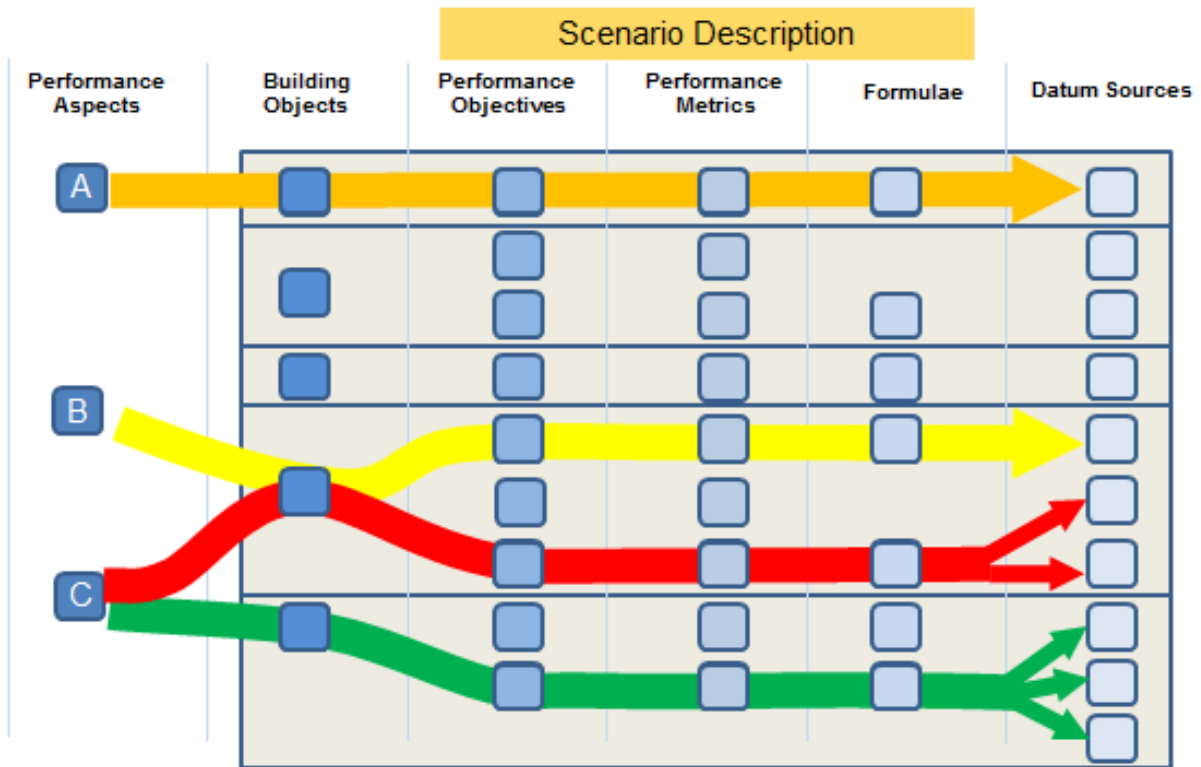 Scenario Description
Performance
Aspects
Building
Objects
Performance
Objectives
Performance
Metrics
Formulae
Datum Sources
A
B
C